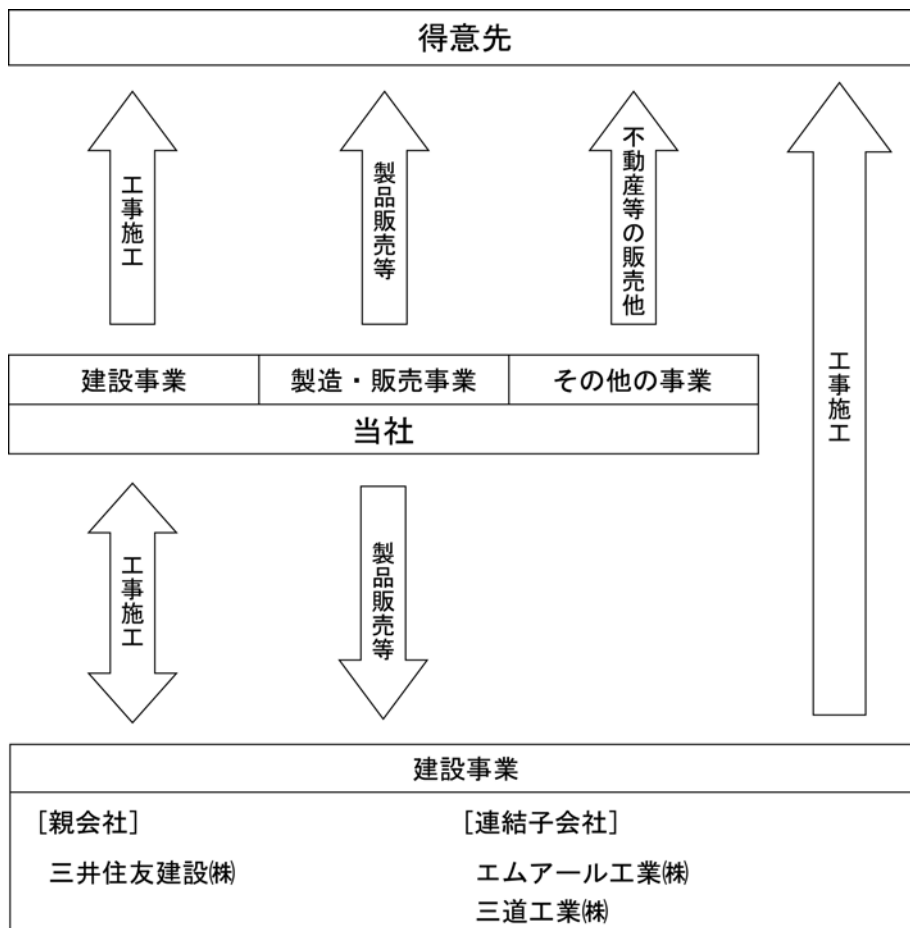 得意先
工事施工
製品販売等
不動産等の販売他
工事施工
建設事業
製造・販売事業
その他の事業
当社
工事施工
製品販売等
建設事業
[親会社]
三井住友建設㈱
[連結子会社]
エムアール工業㈱
三道工業㈱